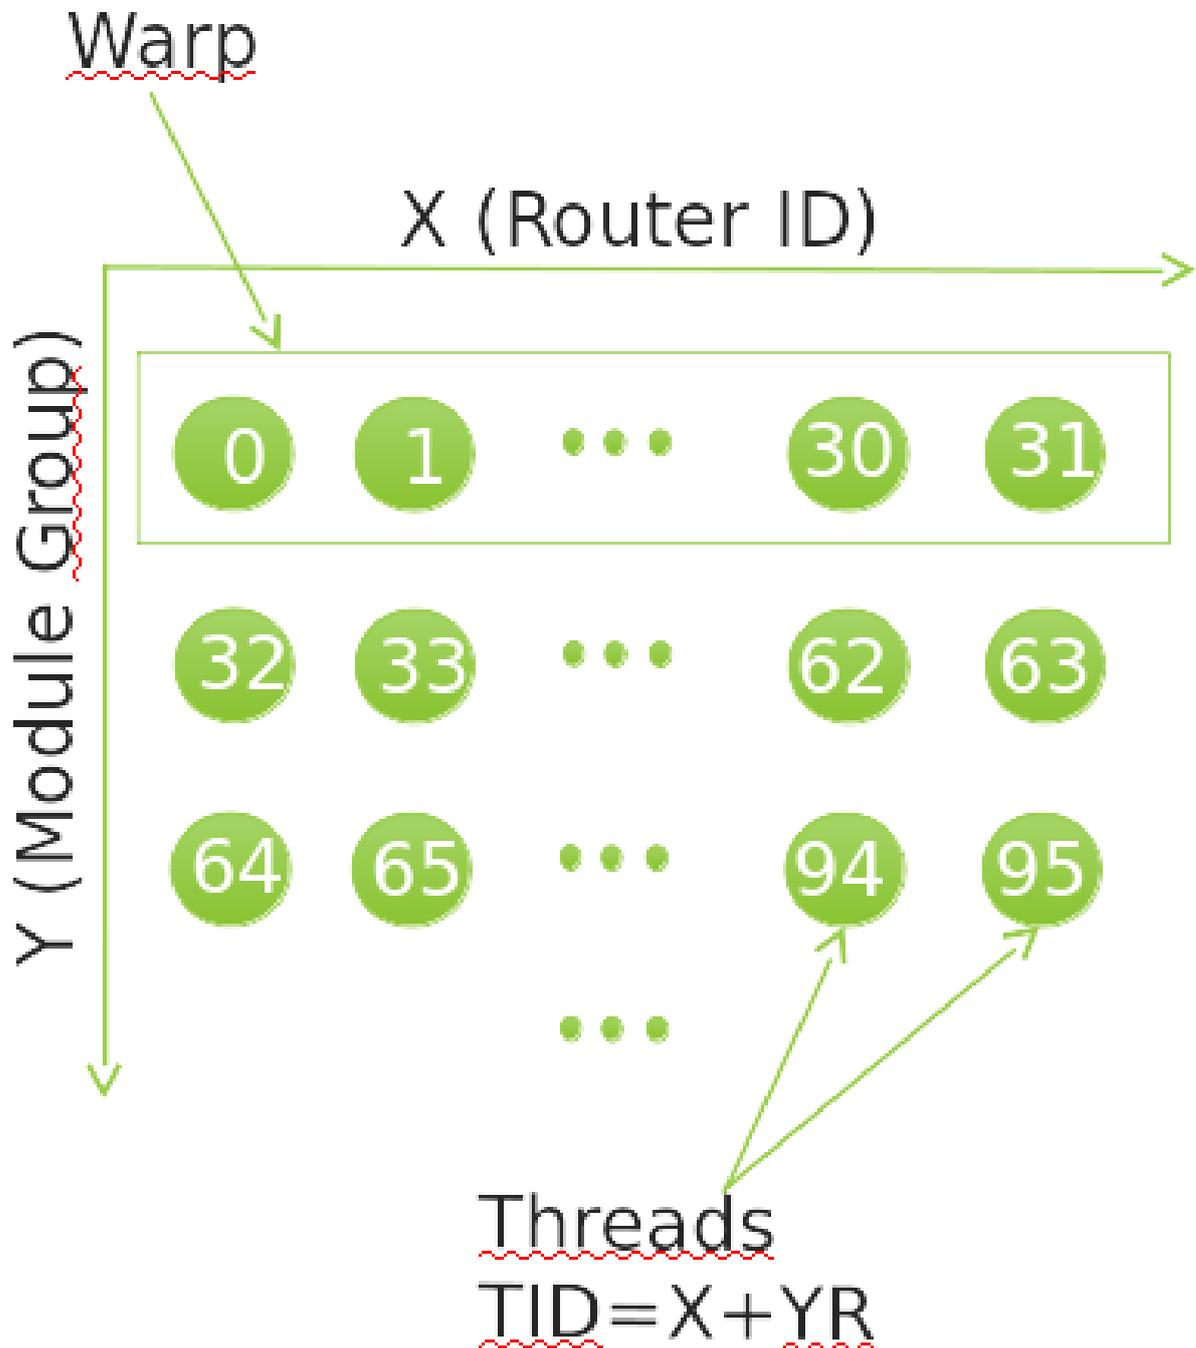 Warp
X (Router ID)
Y (Module Group)
0 1 ... 30 31
32 33 ... 62 63
64 65 ... 94 95
...
Threads
TID=X+YR